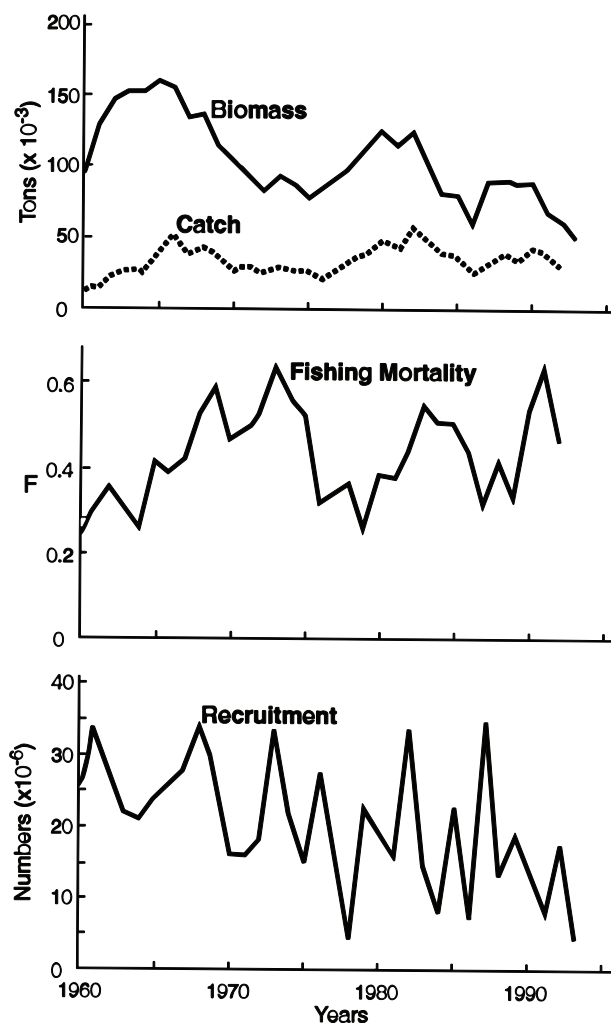 200
150
100
50
0
Tons (x 10⁻³)
Biomass
Catch
0.6
0.4
0.2
0
F
Fishing Mortality
40
30
20
10
0
Numbers (x10⁻⁶)
Recruitment
1960 1970 1980 1990
Years